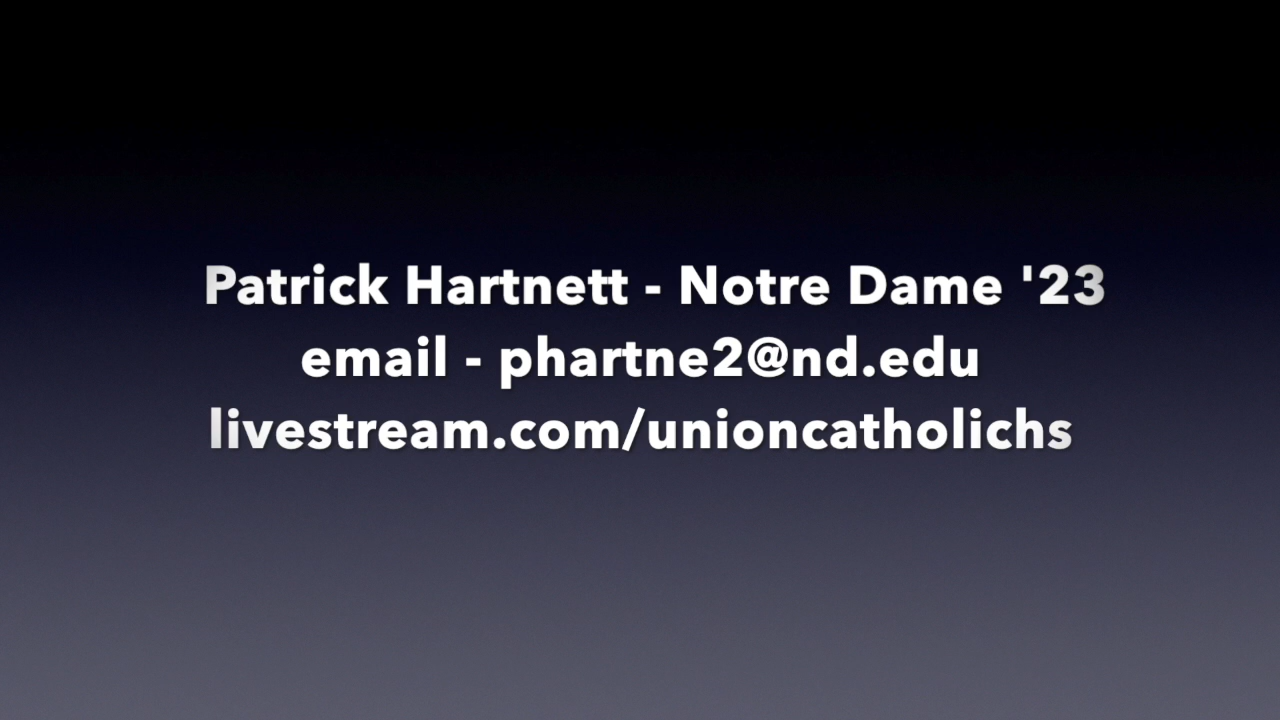 Patrick Hartnett - Notre Dame '23
email - phartne2@nd.edu
livestream.com/unioncatholichs